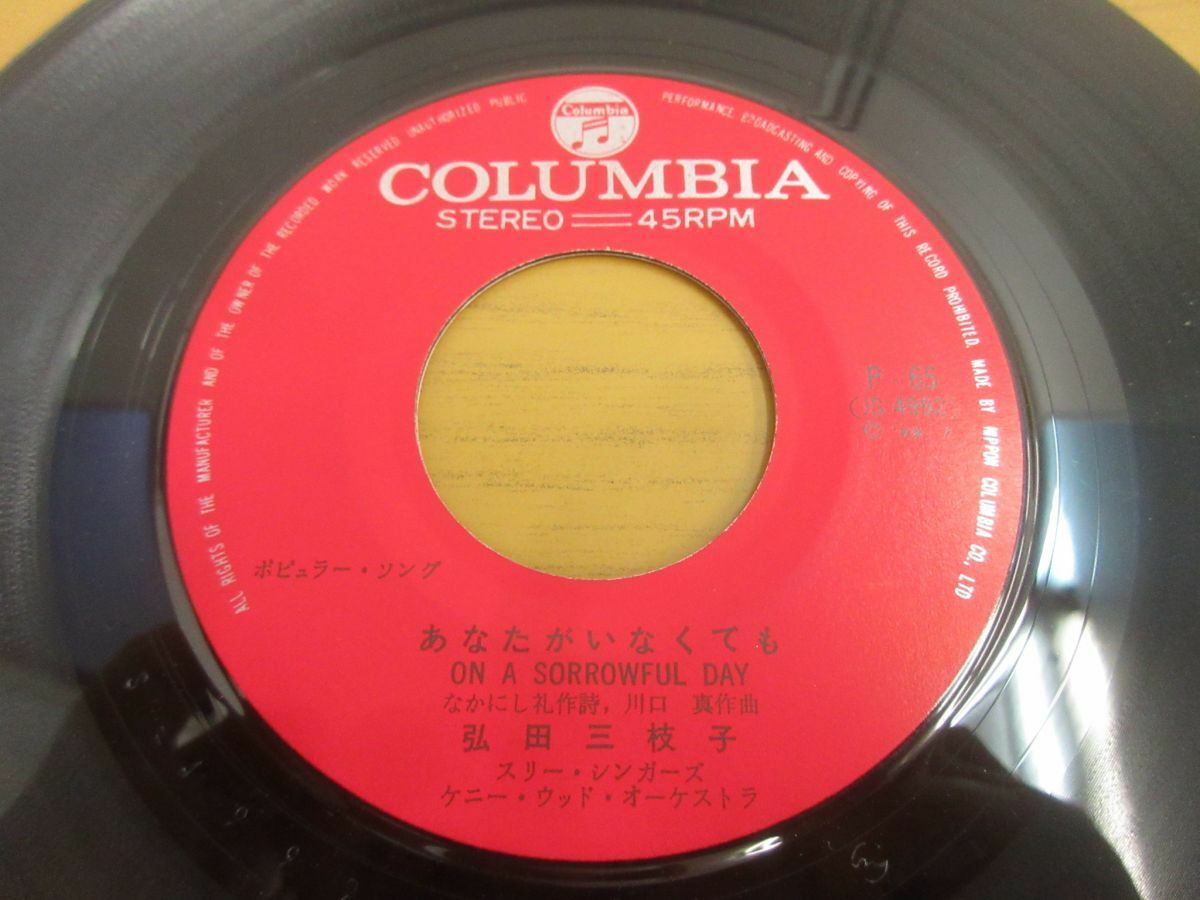 ALL RIGHTS OF THE MANUFACTURER AND OF THE OWNER OF THE RECORDED WORK RESERVED UNAUTHORIZED PUBLIC PERFORMANCE, BROADCASTING AND COPYING OF THIS RECORD PROHIBITED. MADE BY NIPPON COLUMBIA CO., LTD
Columbia
COLUMBIA
STEREO 45RPM
P-65
ポピュラー・ソング
あなたがいなくても
ON A SORROWFUL DAY
なかにし礼作詩, 川口 真作曲
弘田三枝子
スリー・シンガーズ
ケニー・ウッド・オーケストラ